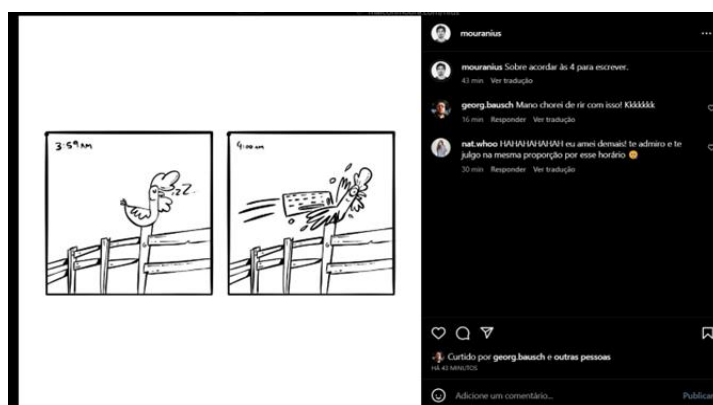 mouranius
mouranius Sobre acordar às 4 para escrever.
43 min Ver tradução
georg.bausch Mano chorei de rir com isso! Kkkkkkk
16 min Responder Ver tradução
nat.whoo HAHAHAHAHAH eu amei demais! te admiro e te
julgo na mesma proporção por esse horário
30 min Responder Ver tradução
3:59 AM
ZZZ
4:00 AM
Curtido por georg.bausch e outras pessoas
HÁ 43 MINUTOS
Adicione um comentário...
Publicar